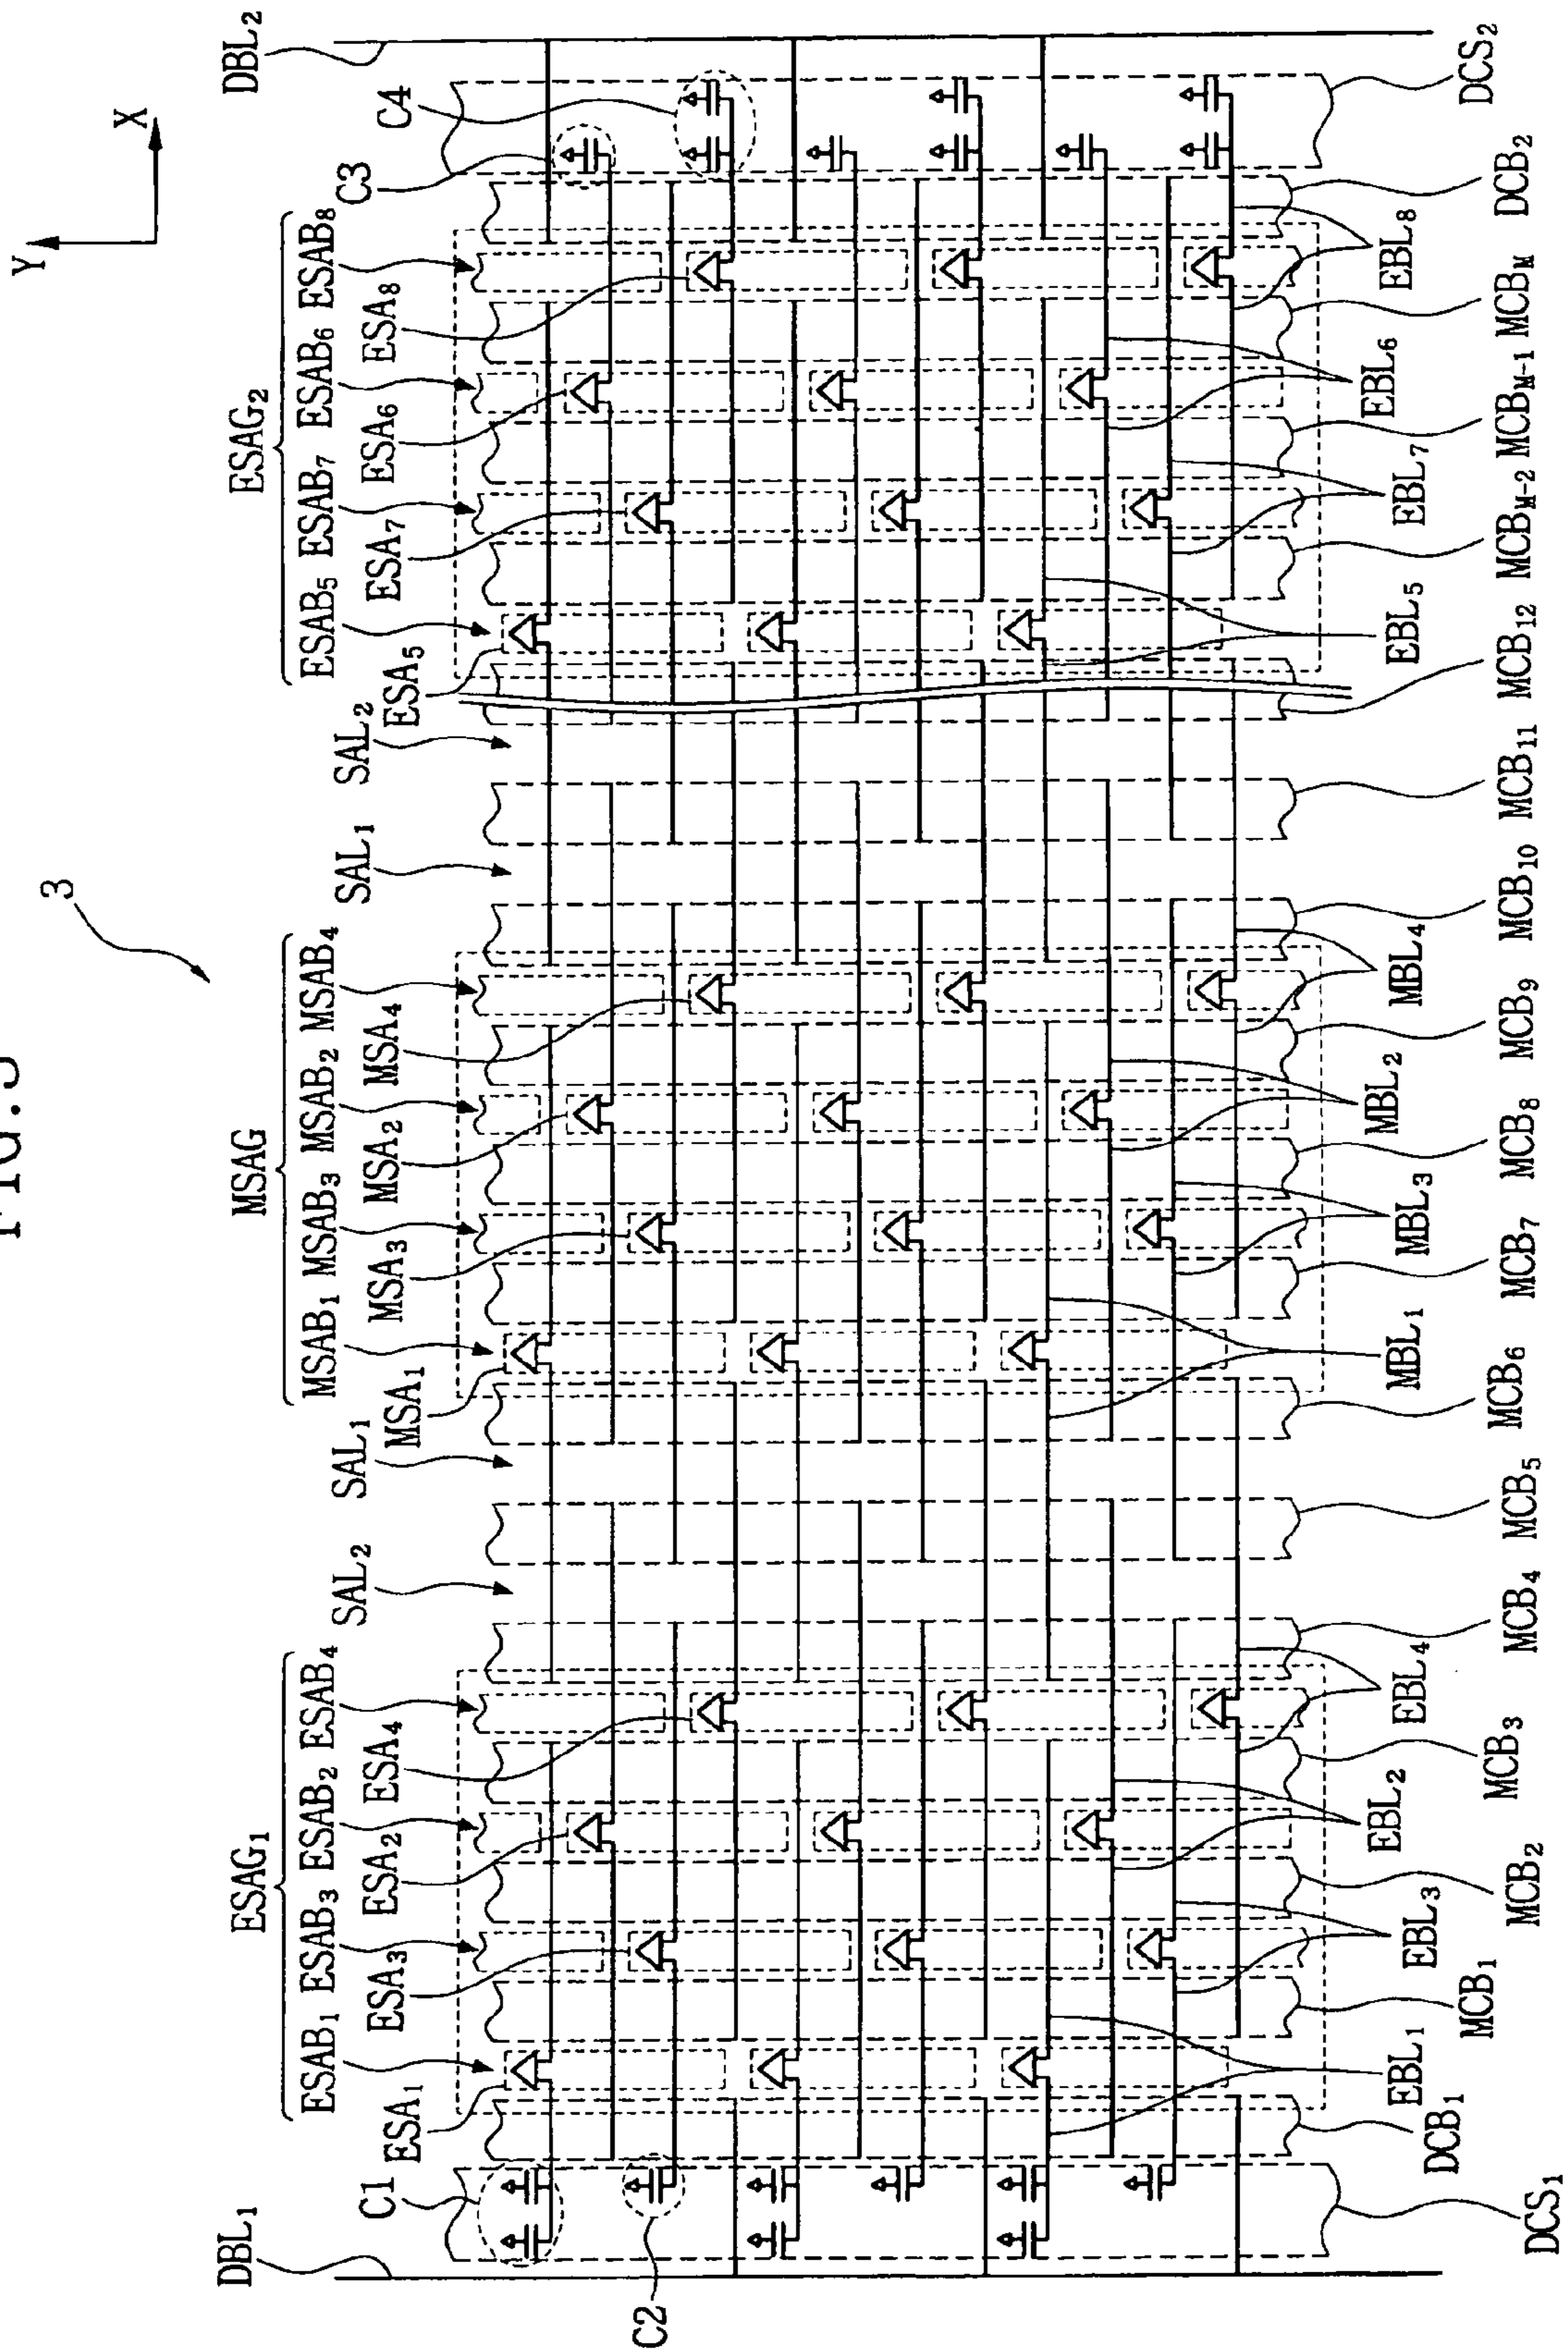 FIG.3
3
Y
X
ESAG₁
MSAG
ESAG₂
DBL₁
C1
ESAB₁ ESAB₃ ESAB₂ ESAB₄
SAL₂
SAL₁
MSAB₁ MSAB₃ MSAB₂ MSAB₄
SAL₁
SAL₂
ESAB₅ ESAB₇ ESAB₆ ESAB₈
DBL₂
ESA₁
ESA₃
ESA₂
ESA₄
MSA₁
MSA₃
MSA₂
MSA₄
ESA₅
ESA₇
ESA₆
ESA₈
C3
C4
C2
EBL₁
EBL₃
EBL₂
EBL₄
MBL₁
MBL₃
MBL₂
MBL₄
EBL₅
EBL₇
EBL₆
EBL₈
DCS₁
DCB₁
MCB₁
MCB₂
MCB₃
MCB₄
MCB₅
MCB₆
MCB₇
MCB₈
MCB₉
MCB₁₀
MCB₁₁
MCB₁₂
MCB_M-2
MCB_M-1
MCB_M
DCB₂
DCS₂